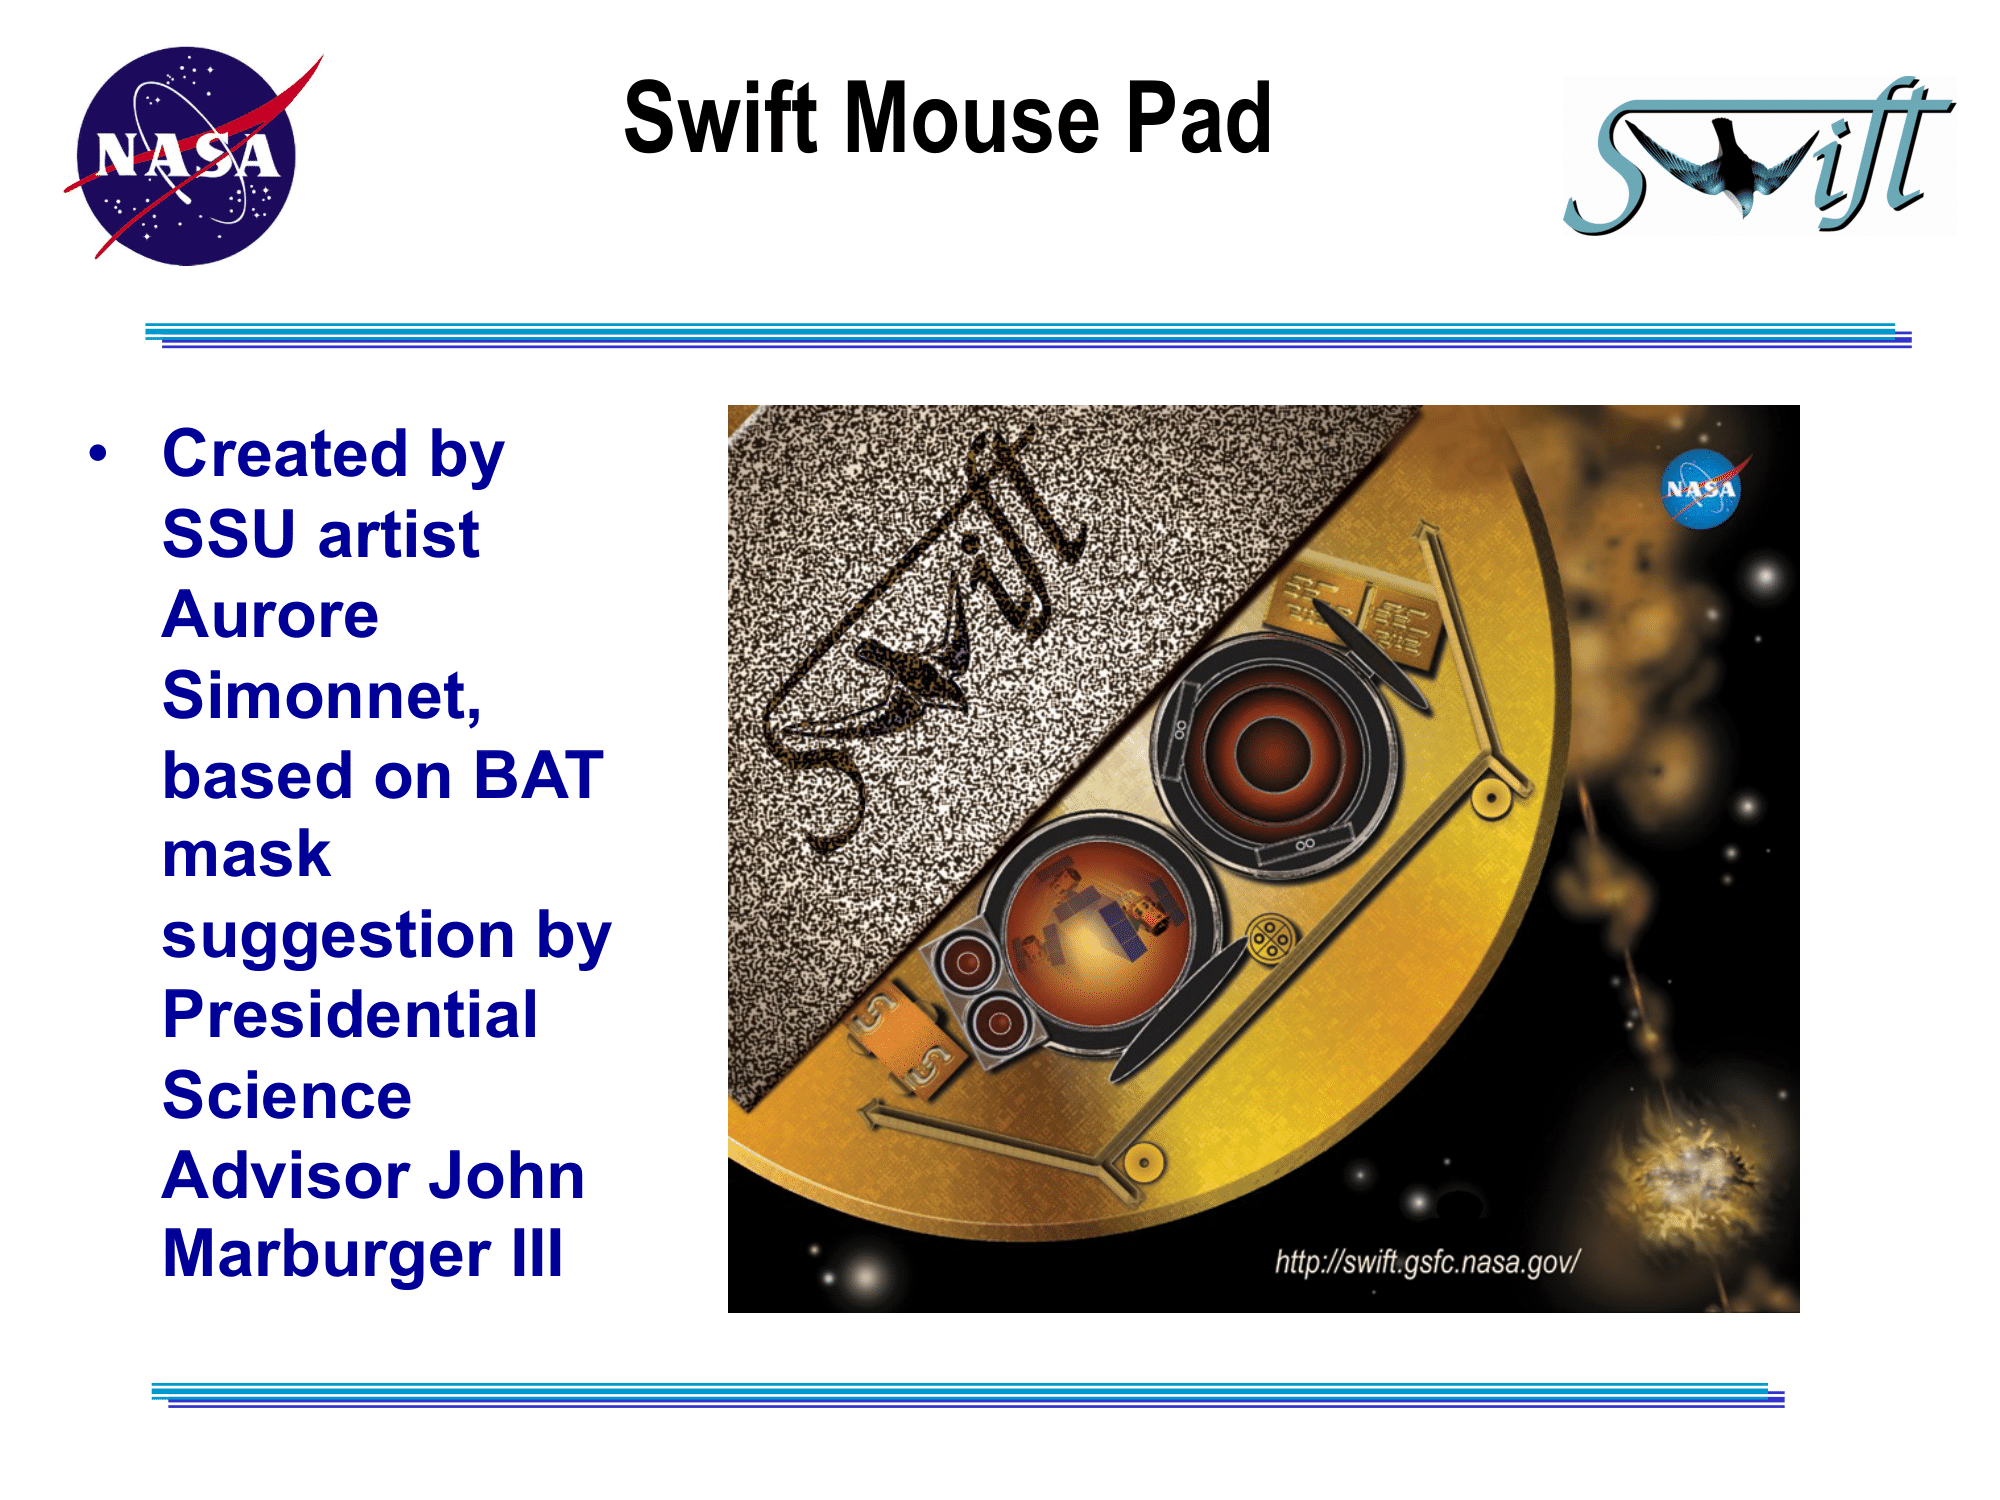 NASA
Swift Mouse Pad
Swift
• Created by
SSU artist
Aurore
Simonnet,
based on BAT
mask
suggestion by
Presidential
Science
Advisor John
Marburger III
Swift
NASA
http://swift.gsfc.nasa.gov/